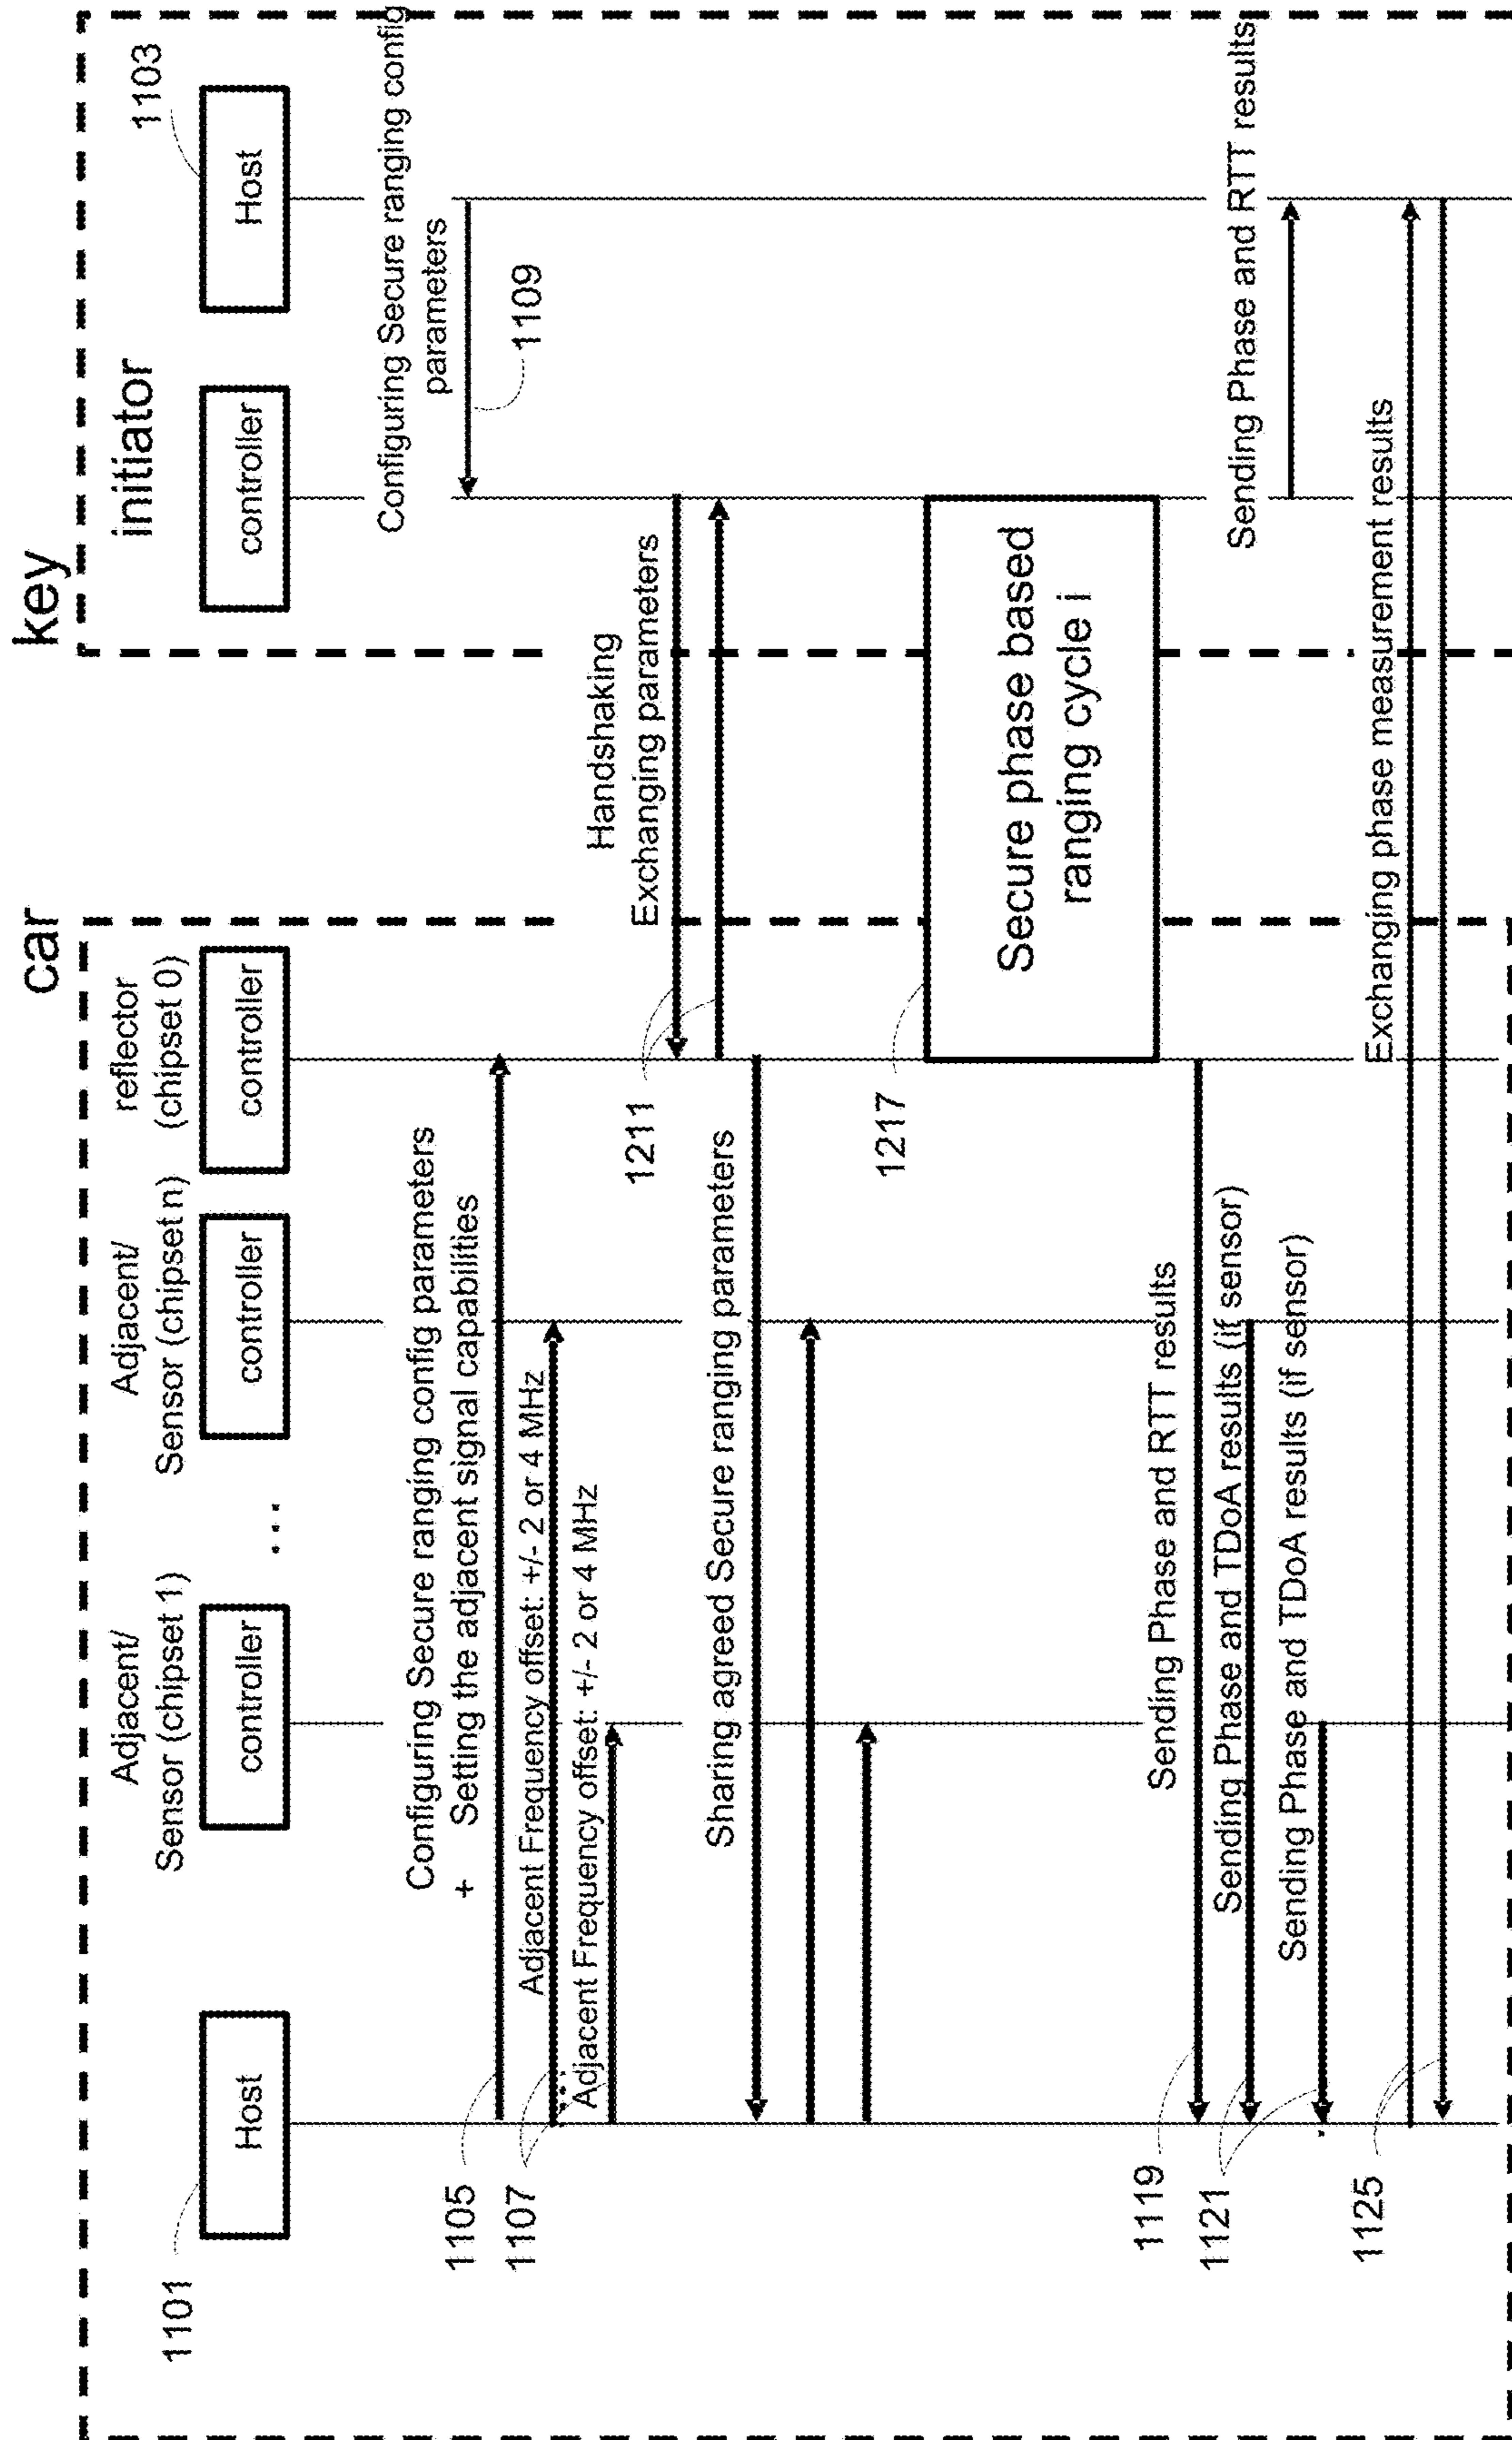 car
key
initiator
1101
Host
Adjacent/
Sensor (chipset 1)
controller
...
Adjacent/
Sensor (chipset n)
controller
reflector
(chipset 0)
controller
controller
Host
1103
Configuring Secure ranging config
parameters
1109
Configuring Secure ranging config parameters
+ Setting the adjacent signal capabilities
1105
Adjacent Frequency offset: +/- 2 or 4 MHz
1107
...
Adjacent Frequency offset: +/- 2 or 4 MHz
Handshaking
Exchanging parameters
1211
Sharing agreed Secure ranging parameters
1217
Secure phase based
ranging cycle i
Sending Phase and RTT results
1119
Sending Phase and TDoA results (if sensor)
1121
Sending Phase and TDoA results (if sensor)
Sending Phase and RTT results
Exchanging phase measurement results
1125